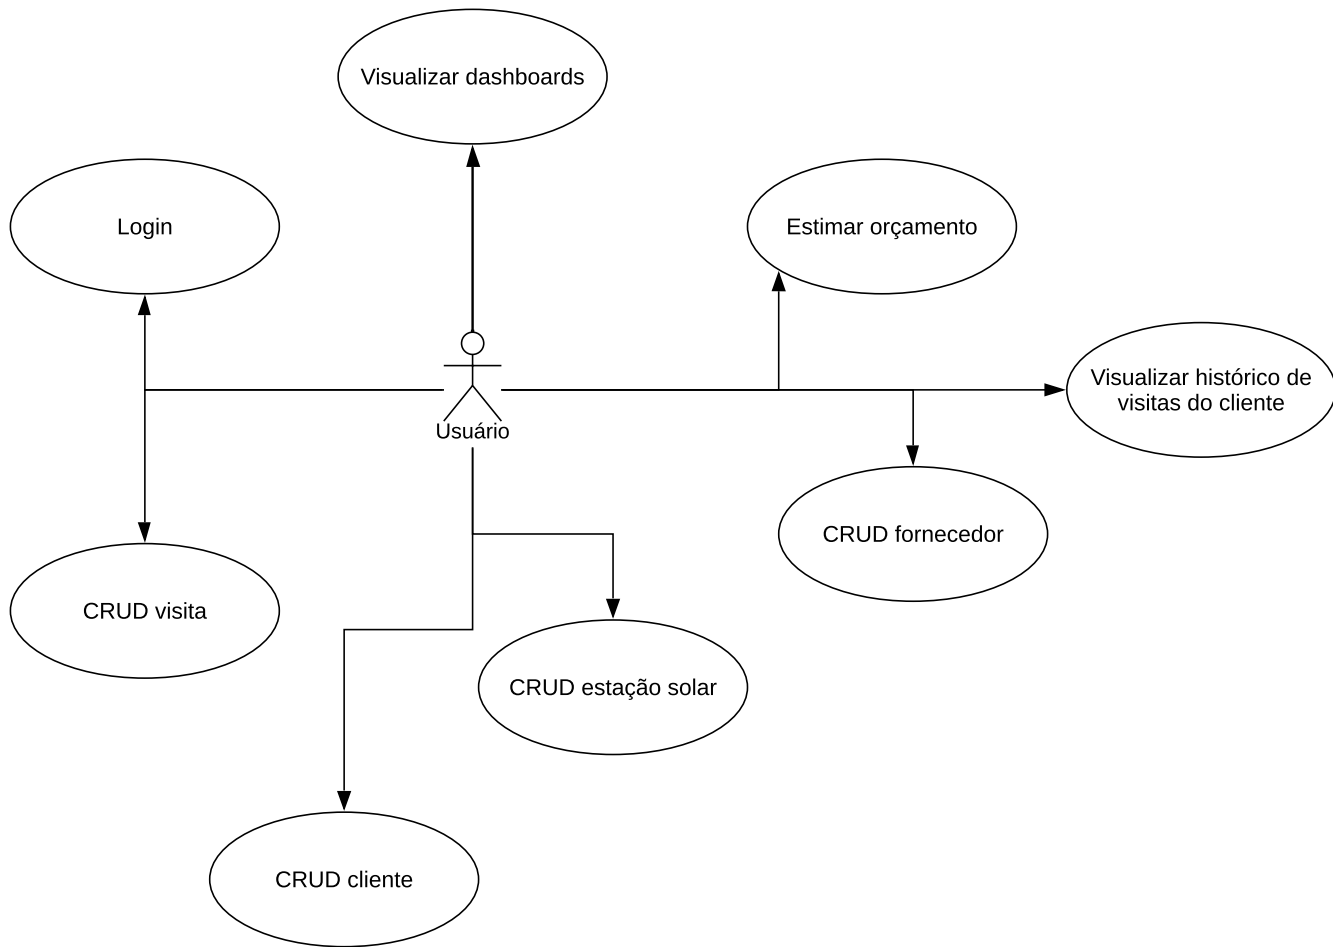 Visualizar dashboards
Login
Estimar orçamento
Visualizar histórico de
visitas do cliente
Usuário
CRUD fornecedor
CRUD visita
CRUD estação solar
CRUD cliente